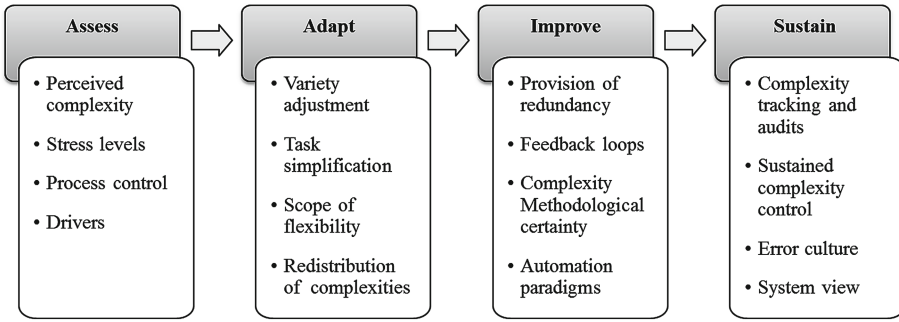 Assess
• Perceived
complexity
• Stress levels
• Process control
• Drivers
Adapt
• Variety
adjustment
• Task
simplification
• Scope of
flexibility
• Redistribution
of complexities
Improve
• Provision of
redundancy
• Feedback loops
• Complexity
Methodological
certainty
• Automation
paradigms
Sustain
• Complexity
tracking and
audits
• Sustained
complexity
control
• Error culture
• System view